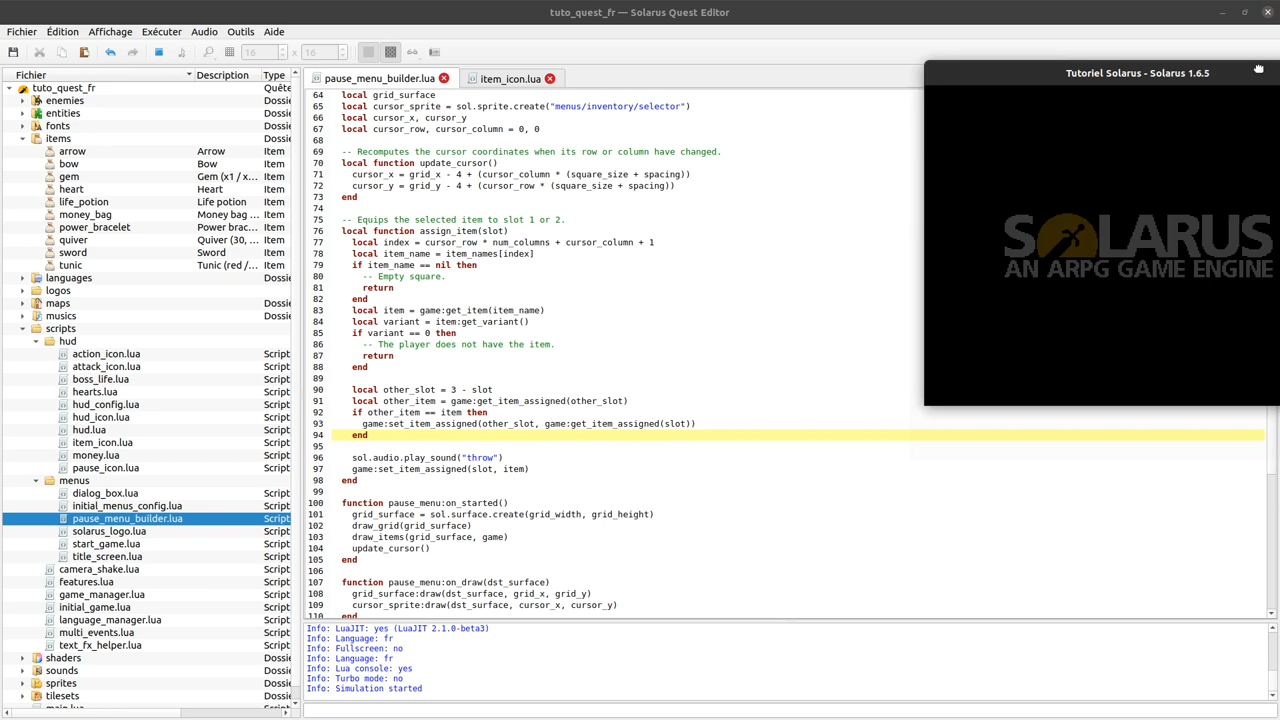 tuto_quest_fr — Solarus Quest Editor
Fichier Édition Affichage Exécuter Audio Outils Aide
16 x 16
Fichier Description Type
tuto_quest_fr Quête
enemies Dossie
entities Dossie
fonts Dossie
items Dossie
arrow Arrow Item
bow Bow Item
gem Gem (x1 / x... Item
heart Heart Item
life_potion Life potion Item
money_bag Money bag ... Item
power_bracelet Power brac... Item
quiver Quiver (30, ... Item
sword Sword Item
tunic Tunic (red /... Item
languages Dossie
logos Dossie
maps Dossie
musics Dossie
scripts Dossie
hud Dossie
action_icon.lua Script
attack_icon.lua Script
boss_life.lua Script
hearts.lua Script
hud_config.lua Script
hud_icon.lua Script
hud.lua Script
item_icon.lua Script
money.lua Script
pause_icon.lua Script
menus Dossie
dialog_box.lua Script
initial_menus_config.lua Script
pause_menu_builder.lua Script
solarus_logo.lua Script
start_game.lua Script
title_screen.lua Script
camera_shake.lua Script
features.lua Script
game_manager.lua Script
initial_game.lua Script
language_manager.lua Script
multi_events.lua Script
text_fx_helper.lua Script
shaders Dossie
sounds Dossie
sprites Dossie
tilesets Dossie
main.lua Script
pause_menu_builder.lua item_icon.lua
64 local grid_surface
65 local cursor_sprite = sol.sprite.create("menus/inventory/selector")
66 local cursor_x, cursor_y
67 local cursor_row, cursor_column = 0, 0
68
69 -- Recomputes the cursor coordinates when its row or column have changed.
70 local function update_cursor()
71 cursor_x = grid_x - 4 + (cursor_column * (square_size + spacing))
72 cursor_y = grid_y - 4 + (cursor_row * (square_size + spacing))
73 end
74
75 -- Equips the selected item to slot 1 or 2.
76 local function assign_item(slot)
77 local index = cursor_row * num_columns + cursor_column + 1
78 local item_name = item_names[index]
79 if item_name == nil then
80 -- Empty square.
81 return
82 end
83 local item = game:get_item(item_name)
84 local variant = item:get_variant()
85 if variant == 0 then
86 -- The player does not have the item.
87 return
88 end
89
90 local other_slot = 3 - slot
91 local other_item = game:get_item_assigned(other_slot)
92 if other_item == item then
93 game:set_item_assigned(other_slot, game:get_item_assigned(slot))
94 end
95
96 sol.audio.play_sound("throw")
97 game:set_item_assigned(slot, item)
98 end
99
100 function pause_menu:on_started()
101 grid_surface = sol.surface.create(grid_width, grid_height)
102 draw_grid(grid_surface)
103 draw_items(grid_surface, game)
104 update_cursor()
105 end
106
107 function pause_menu:on_draw(dst_surface)
108 grid_surface:draw(dst_surface, grid_x, grid_y)
109 cursor_sprite:draw(dst_surface, cursor_x, cursor_y)
110 end
Info: LuaJIT: yes (LuaJIT 2.1.0-beta3)
Info: Language: fr
Info: Fullscreen: no
Info: Language: fr
Info: Lua console: yes
Info: Turbo mode: no
Info: Simulation started
Tutoriel Solarus - Solarus 1.6.5
SOLARUS
AN ARPG GAME ENGINE